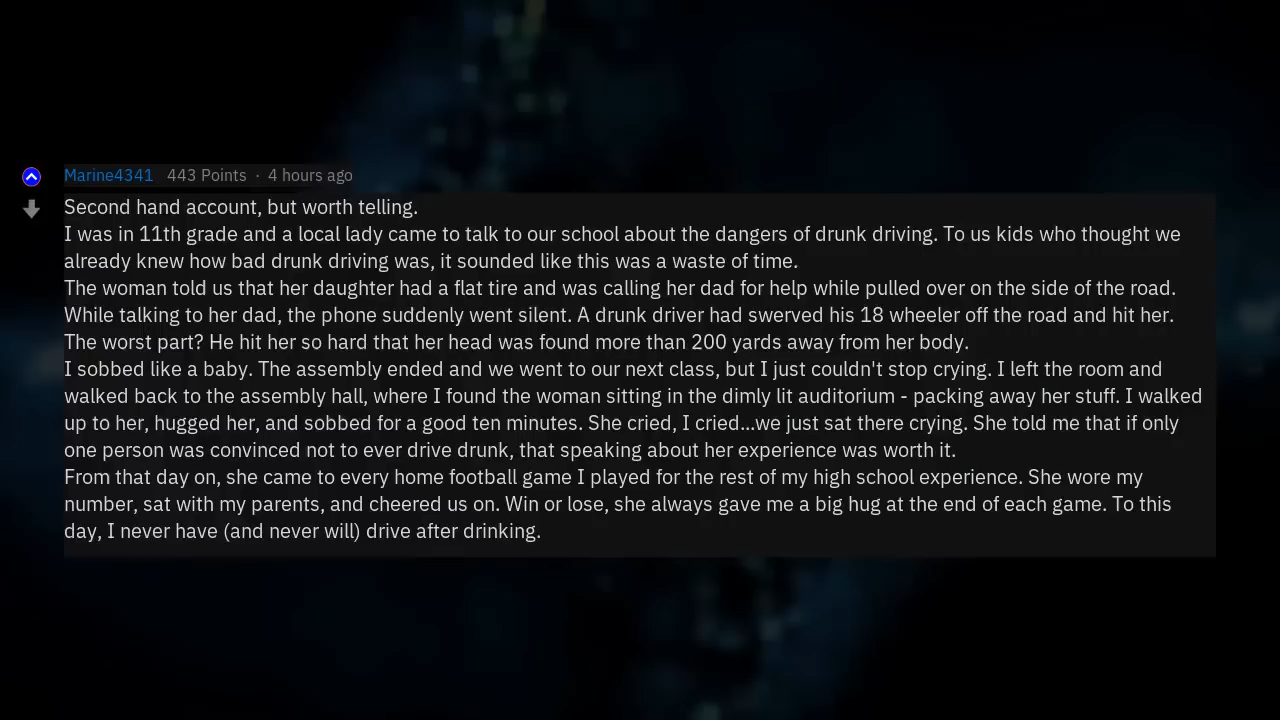 Marine4341 443 Points · 4 hours ago
Second hand account, but worth telling.
I was in 11th grade and a local lady came to talk to our school about the dangers of drunk driving. To us kids who thought we
already knew how bad drunk driving was, it sounded like this was a waste of time.
The woman told us that her daughter had a flat tire and was calling her dad for help while pulled over on the side of the road.
While talking to her dad, the phone suddenly went silent. A drunk driver had swerved his 18 wheeler off the road and hit her.
The worst part? He hit her so hard that her head was found more than 200 yards away from her body.
I sobbed like a baby. The assembly ended and we went to our next class, but I just couldn't stop crying. I left the room and
walked back to the assembly hall, where I found the woman sitting in the dimly lit auditorium - packing away her stuff. I walked
up to her, hugged her, and sobbed for a good ten minutes. She cried, I cried...we just sat there crying. She told me that if only
one person was convinced not to ever drive drunk, that speaking about her experience was worth it.
From that day on, she came to every home football game I played for the rest of my high school experience. She wore my
number, sat with my parents, and cheered us on. Win or lose, she always gave me a big hug at the end of each game. To this
day, I never have (and never will) drive after drinking.